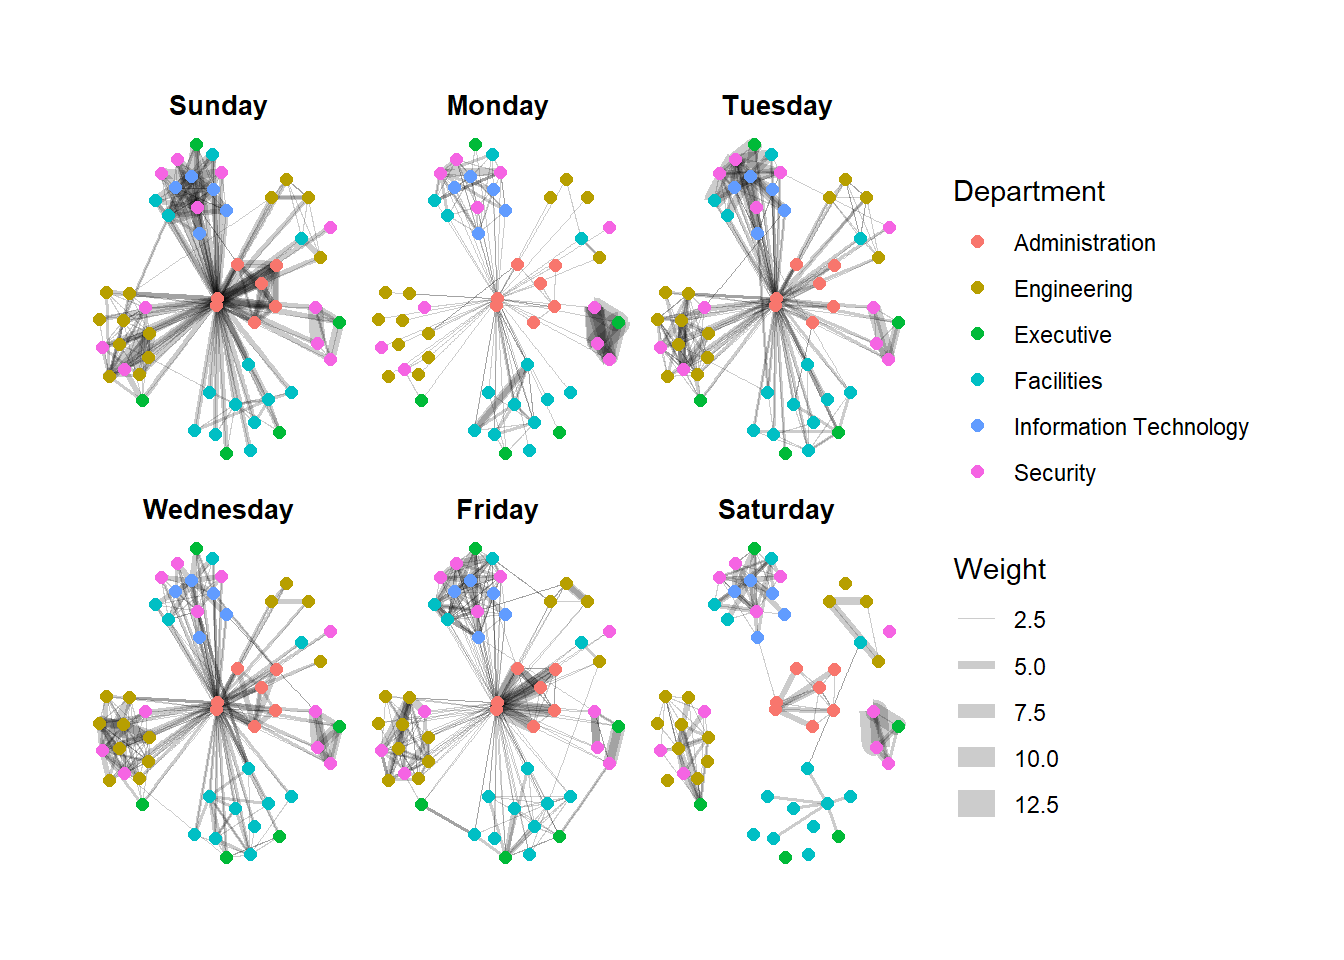 Sunday
Monday
Tuesday
Wednesday
Friday
Saturday
Department
Administration
Engineering
Executive
Facilities
Information Technology
Security
Weight
2.5
5.0
7.5
10.0
12.5